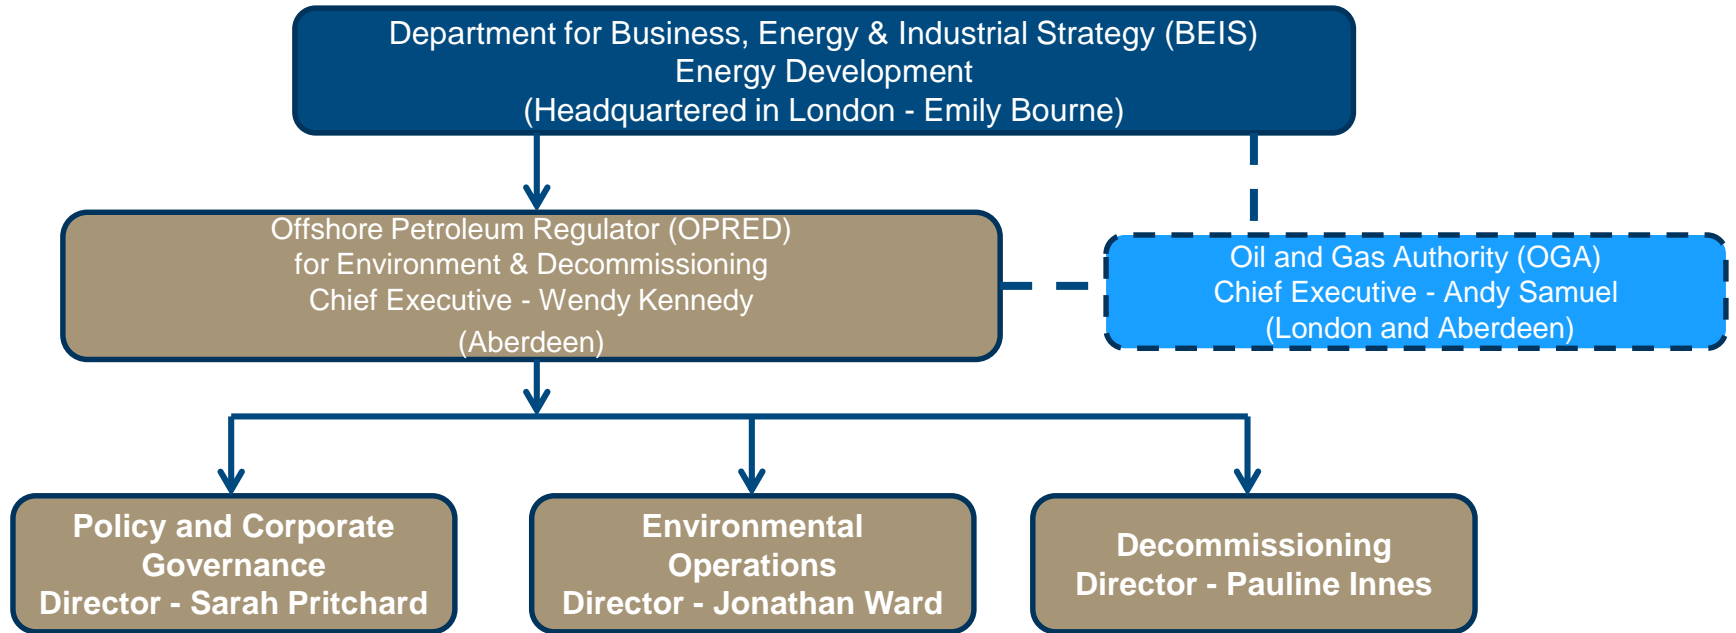 Department for Business, Energy & Industrial Strategy (BEIS)
Energy Development
(Headquartered in London - Emily Bourne)
Offshore Petroleum Regulator (OPRED)
for Environment & Decommissioning
Chief Executive - Wendy Kennedy
(Aberdeen)
Oil and Gas Authority (OGA)
Chief Executive - Andy Samuel
(London and Aberdeen)
Policy and Corporate
Governance
Director - Sarah Pritchard
Environmental
Operations
Director - Jonathan Ward
Decommissioning
Director - Pauline Innes